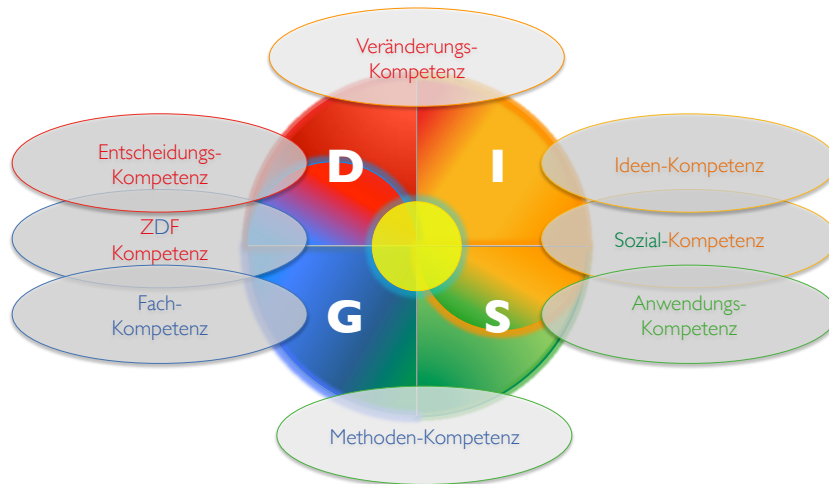 Veränderungs-
Kompetenz
Entscheidungs-
Kompetenz
D
I
Ideen-Kompetenz
ZDF
Kompetenz
Sozial-Kompetenz
Fach-
Kompetenz
G
S
Anwendungs-
Kompetenz
Methoden-Kompetenz